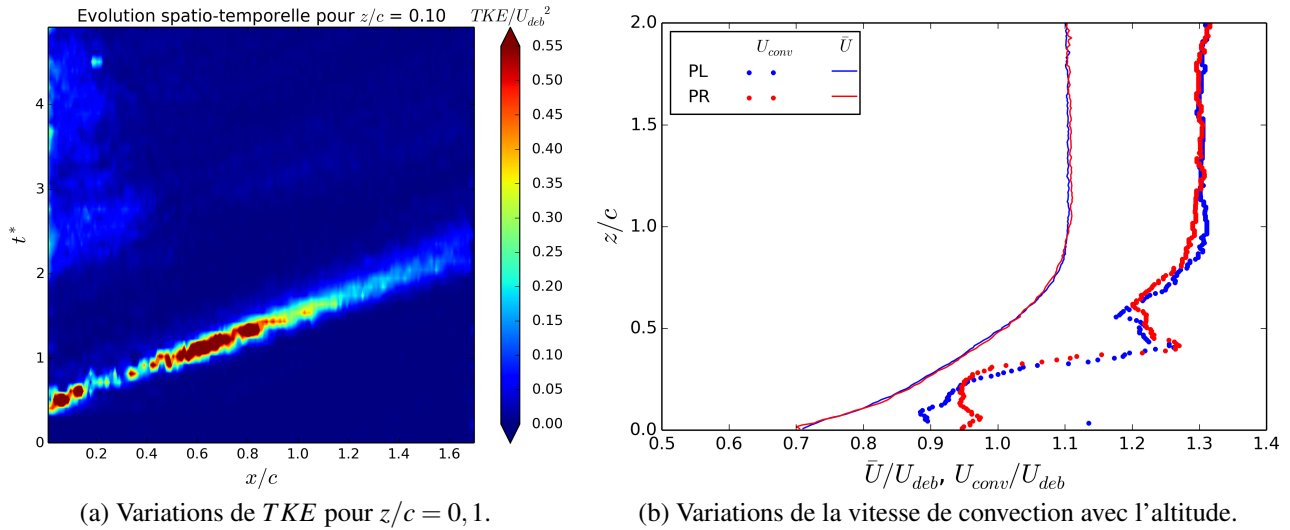 Evolution spatio-temporelle pour z/c = 0.10
TKE/U_deb²
0.55
0.50
0.45
0.40
0.35
0.30
0.25
0.20
0.15
0.10
0.05
0.00
4
3
2
1
0
t*
0.2 0.4 0.6 0.8 1.0 1.2 1.4 1.6
x/c
(a) Variations de TKE pour z/c = 0,1.
2.0
1.5
1.0
0.5
0.0
z/c
U_conv Ū
PL
PR
0.5 0.6 0.7 0.8 0.9 1.0 1.1 1.2 1.3 1.4
Ū/U_deb, U_conv/U_deb
(b) Variations de la vitesse de convection avec l'altitude.